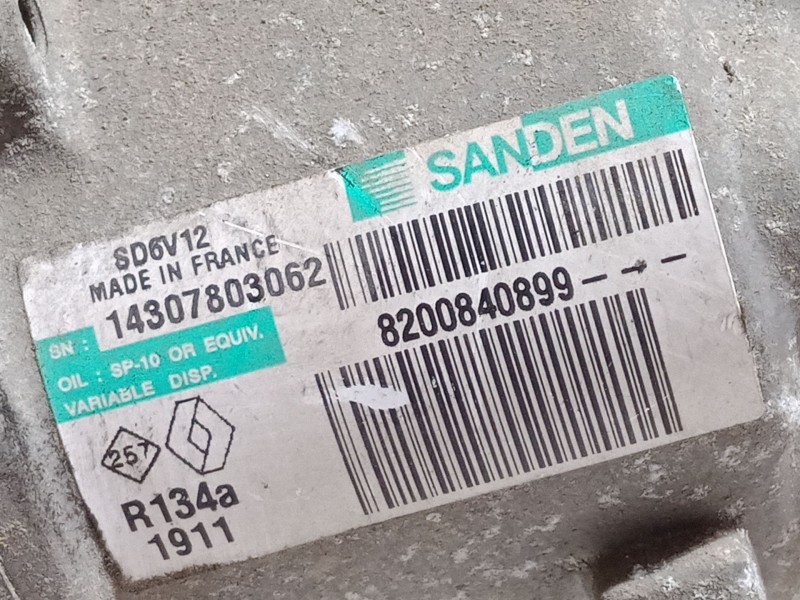 SANDEN
SD6V12
MADE IN FRANCE
SN : 14307803062
8200840899---
OIL : SP-10 OR EQUIV.
VARIABLE DISP.
257
R134a
1911